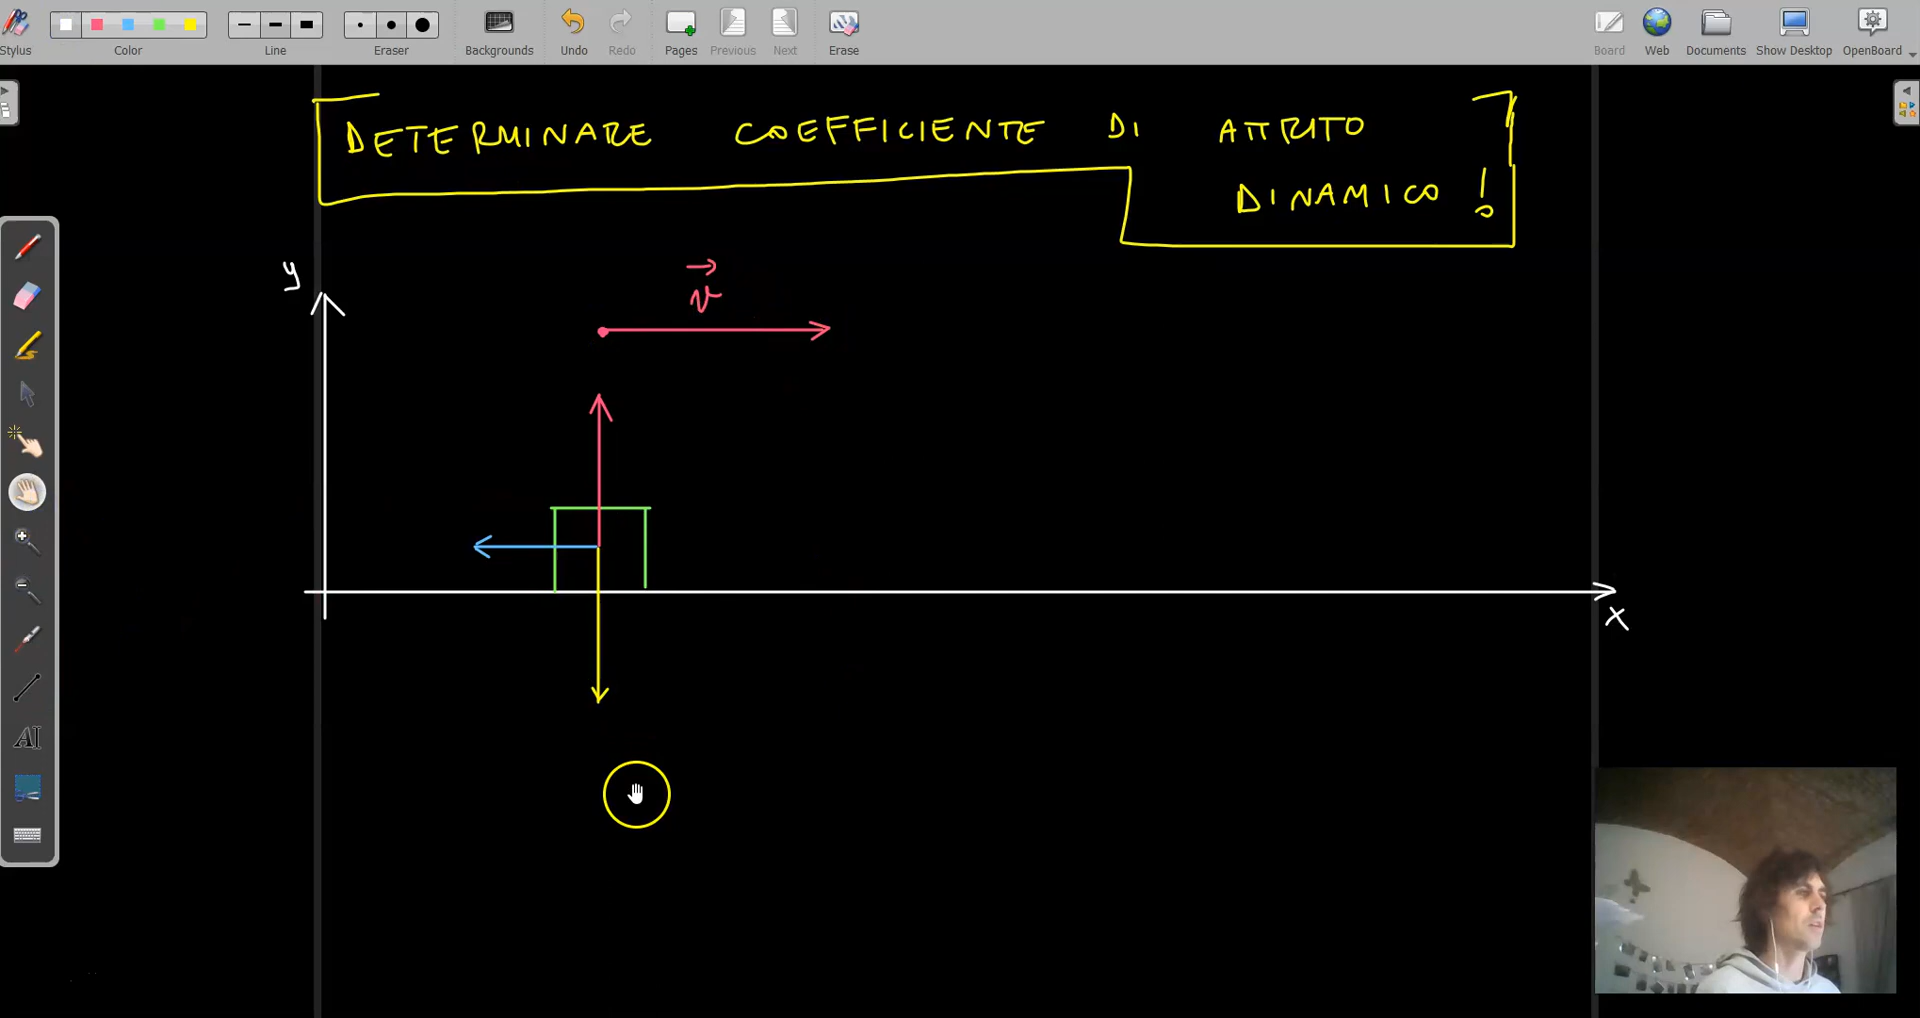 Stylus
Color
Line
Eraser
Backgrounds
Undo
Redo
Pages
Previous
Next
Erase
Board
Web
Documents
Show Desktop
OpenBoard
DETERMINARE COEFFICIENTE DI ATTRITO
DINAMICO !
y
v
x
AI